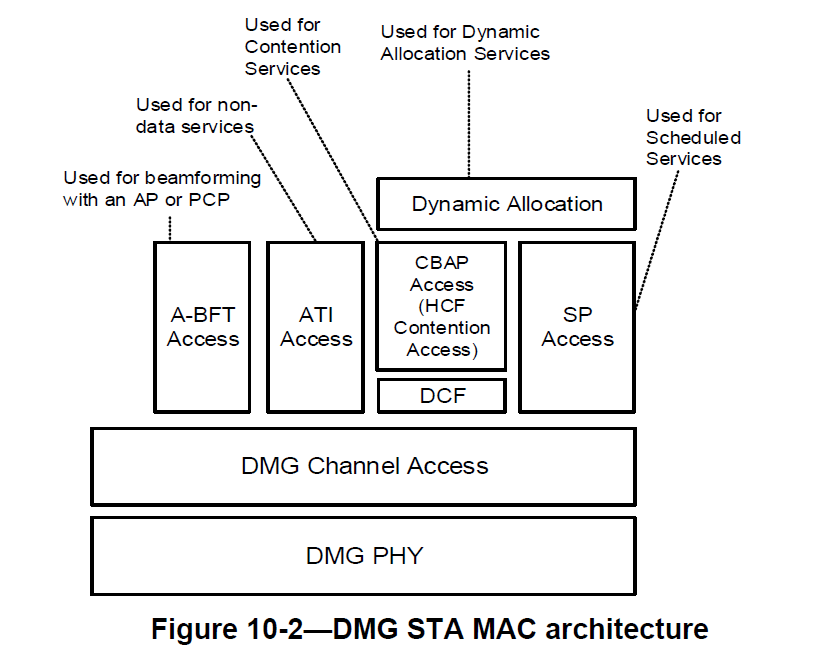 Used for
Contention
Services
Used for Dynamic
Allocation Services
Used for non-
data services
Used for
Scheduled
Services
Used for beamforming
with an AP or PCP
Dynamic Allocation
A-BFT
Access
ATI
Access
CBAP
Access
(HCF
Contention
Access)
SP
Access
DCF
DMG Channel Access
DMG PHY
Figure 10-2—DMG STA MAC architecture